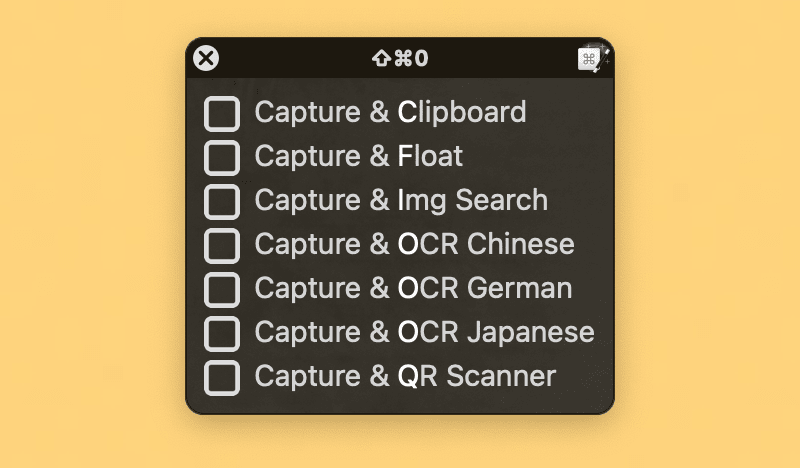 ⇧⌘0
Capture & Clipboard
Capture & Float
Capture & Img Search
Capture & OCR Chinese
Capture & OCR German
Capture & OCR Japanese
Capture & QR Scanner